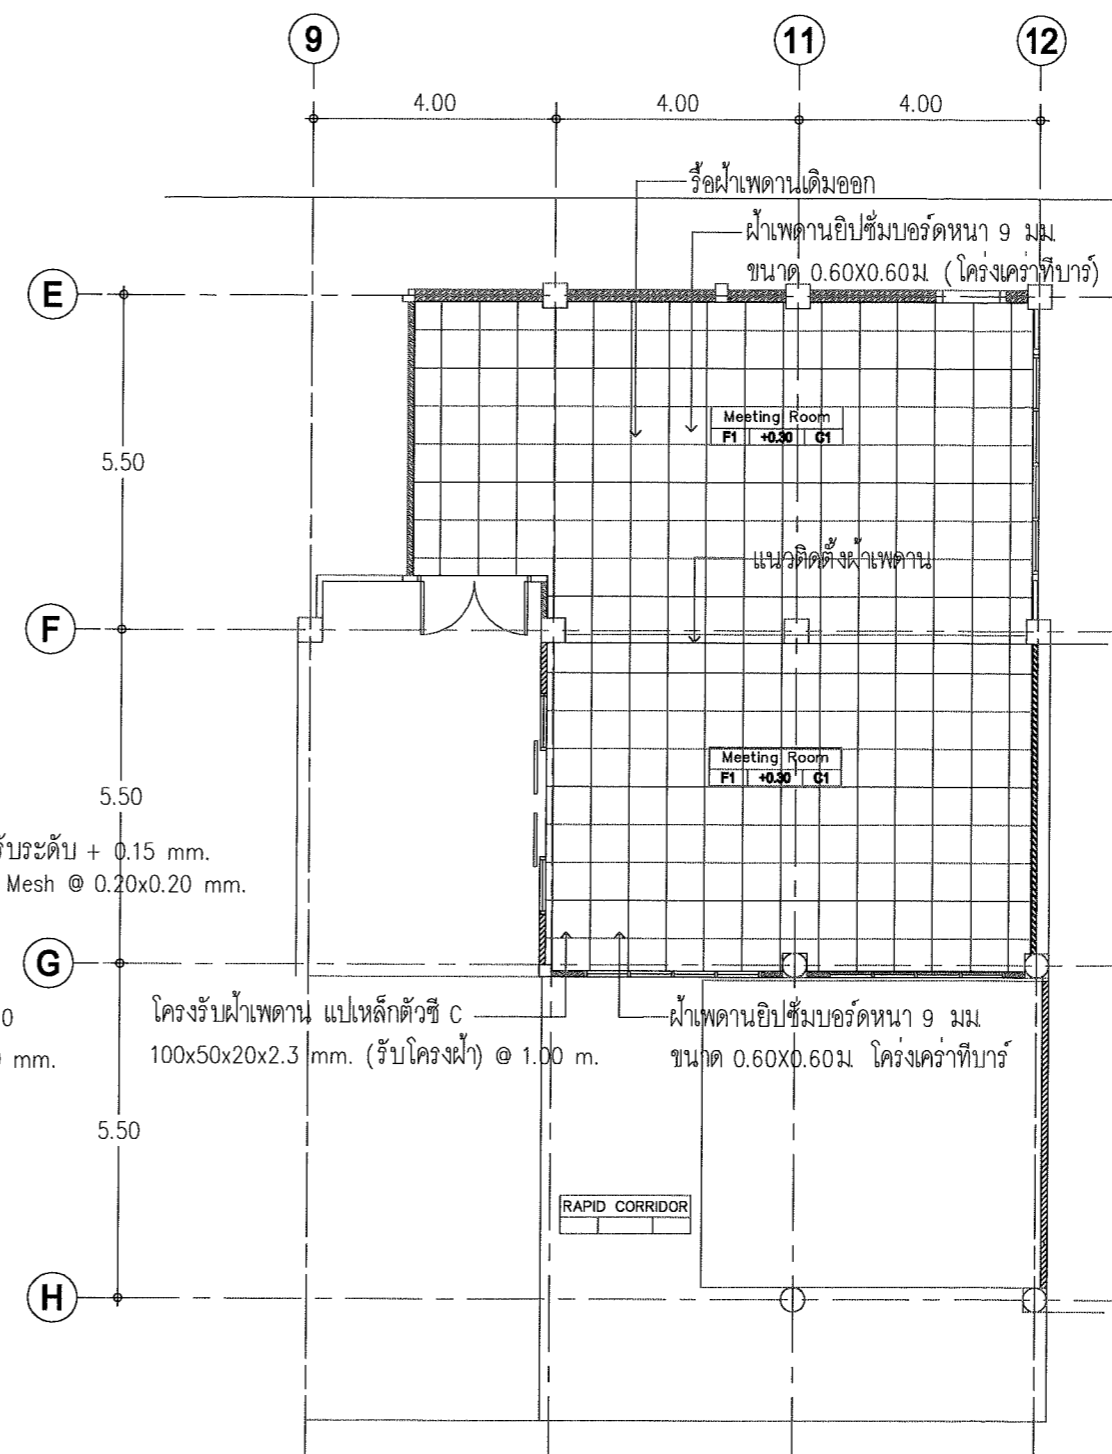 9
11
12
4.00
4.00
4.00
รื้อฝ้าเพดานเดิมออก
ฝ้าเพดานยิปซั่มบอร์ดหนา 9 มม.
ขนาด 0.60X0.60ม. (โครงเคร่าทีบาร์)
E
Meeting Room
F1 +0.30 C1
5.50
แนวติดตั้งฝ้าเพดาน
F
Meeting Room
F1 +0.30 C1
5.50
รับระดับ + 0.15 mm.
Mesh @ 0.20x0.20 mm.
G
โครงรับฝ้าเพดาน แปเหล็กตัวซี C
100x50x20x2.3 mm. (รับโครงฝ้า) @ 1.00 m.
ฝ้าเพดานยิปซั่มบอร์ดหนา 9 มม.
ขนาด 0.60X0.60ม. โครงเคร่าทีบาร์
0
mm.
5.50
RAPID CORRIDOR
H